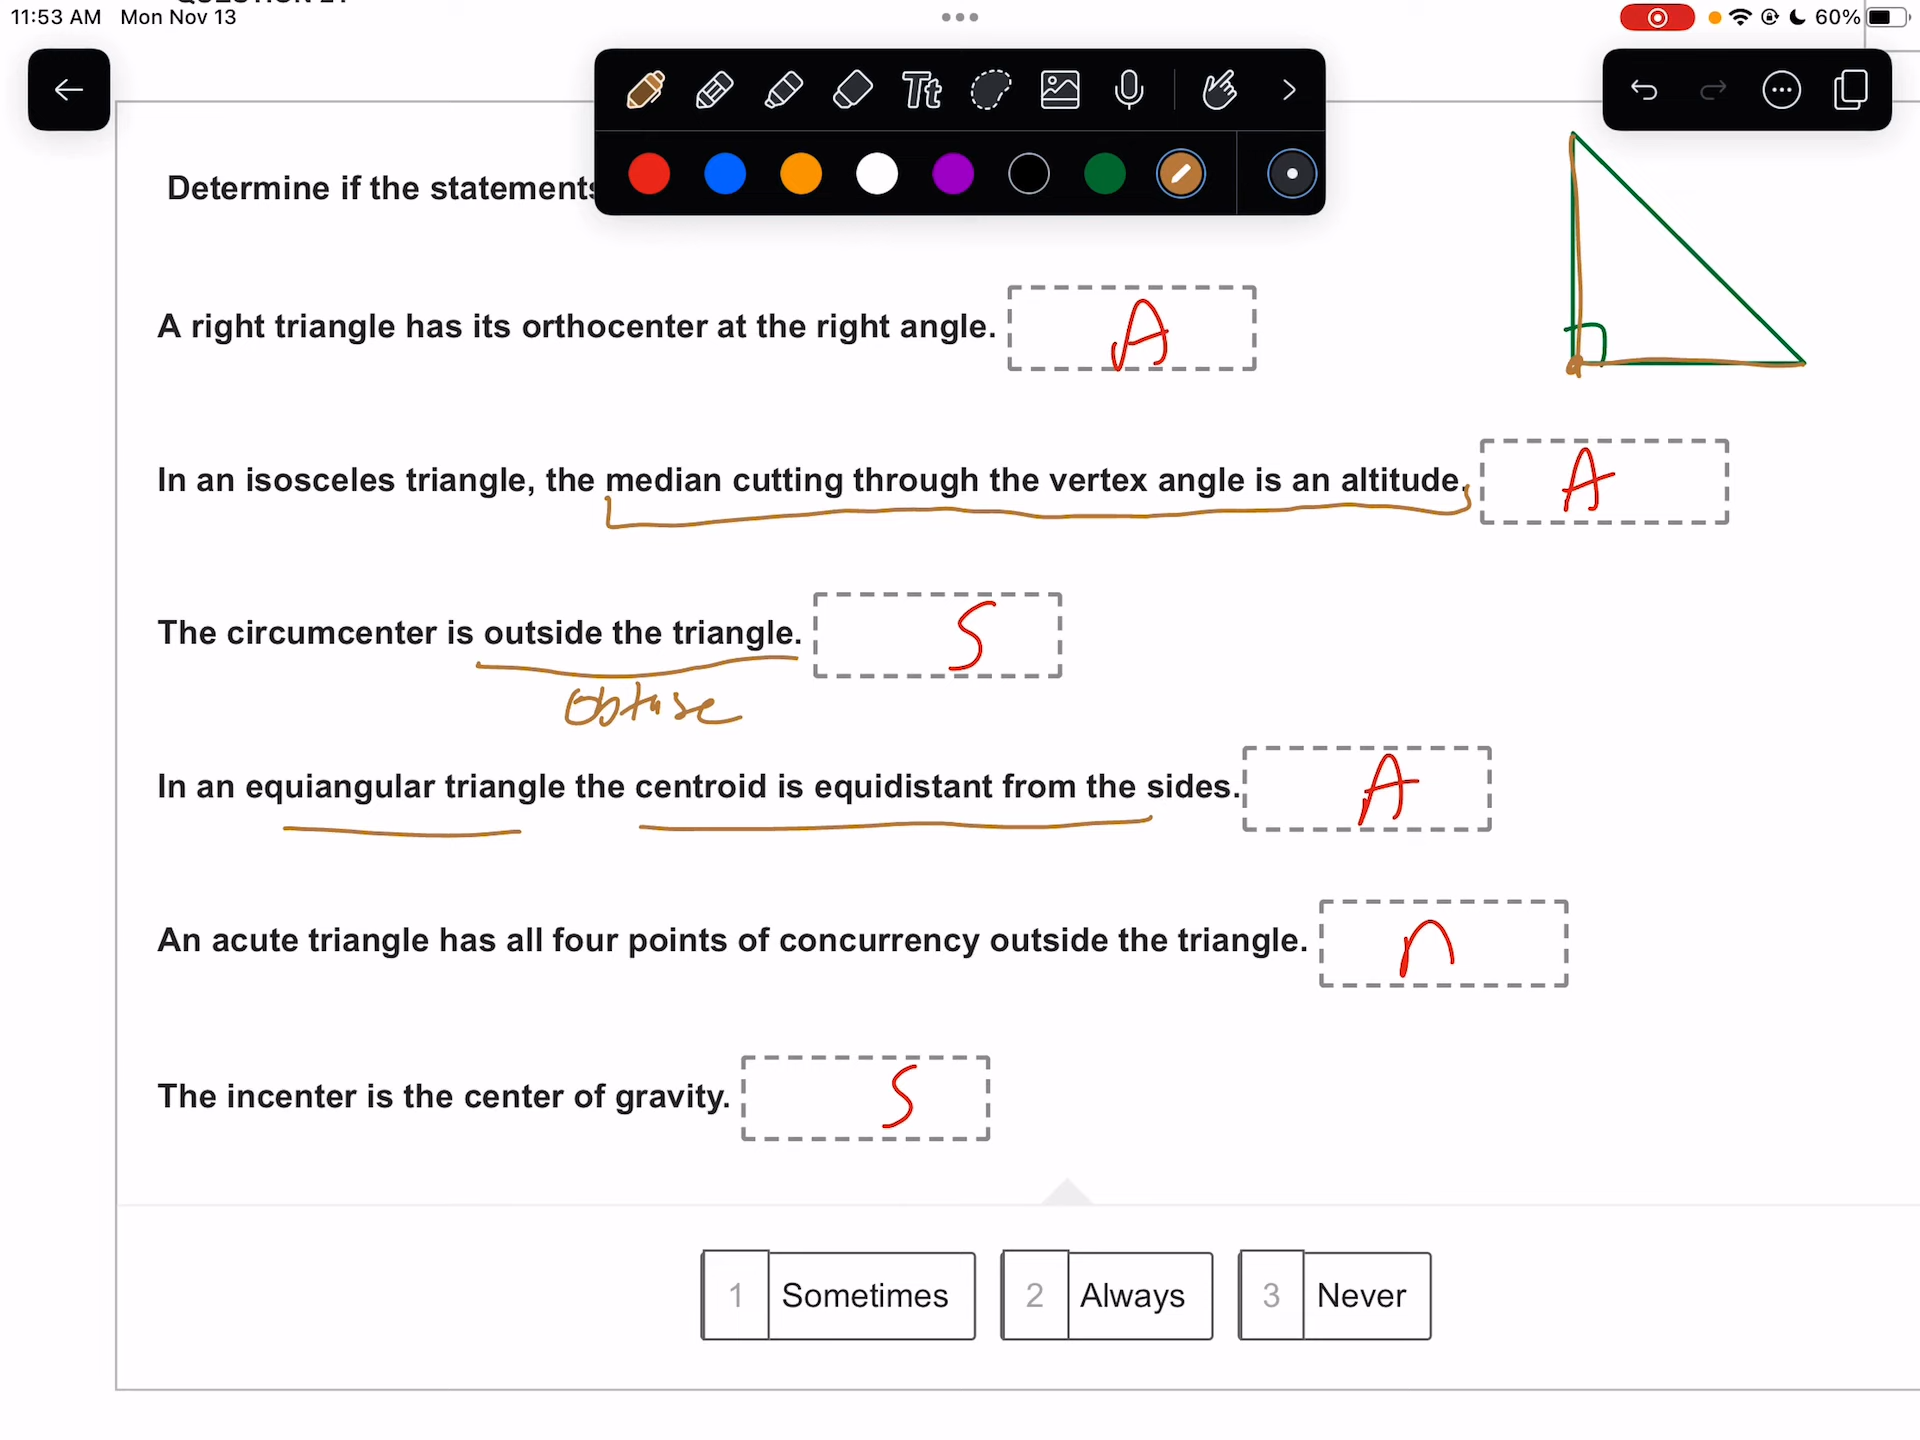 11:53 AM Mon Nov 13
60%
Tt
Determine if the statements
A right triangle has its orthocenter at the right angle. A
In an isosceles triangle, the median cutting through the vertex angle is an altitude. A
The circumcenter is outside the triangle. S
obtuse
In an equiangular triangle the centroid is equidistant from the sides. A
An acute triangle has all four points of concurrency outside the triangle. n
The incenter is the center of gravity. S
1 Sometimes 2 Always 3 Never